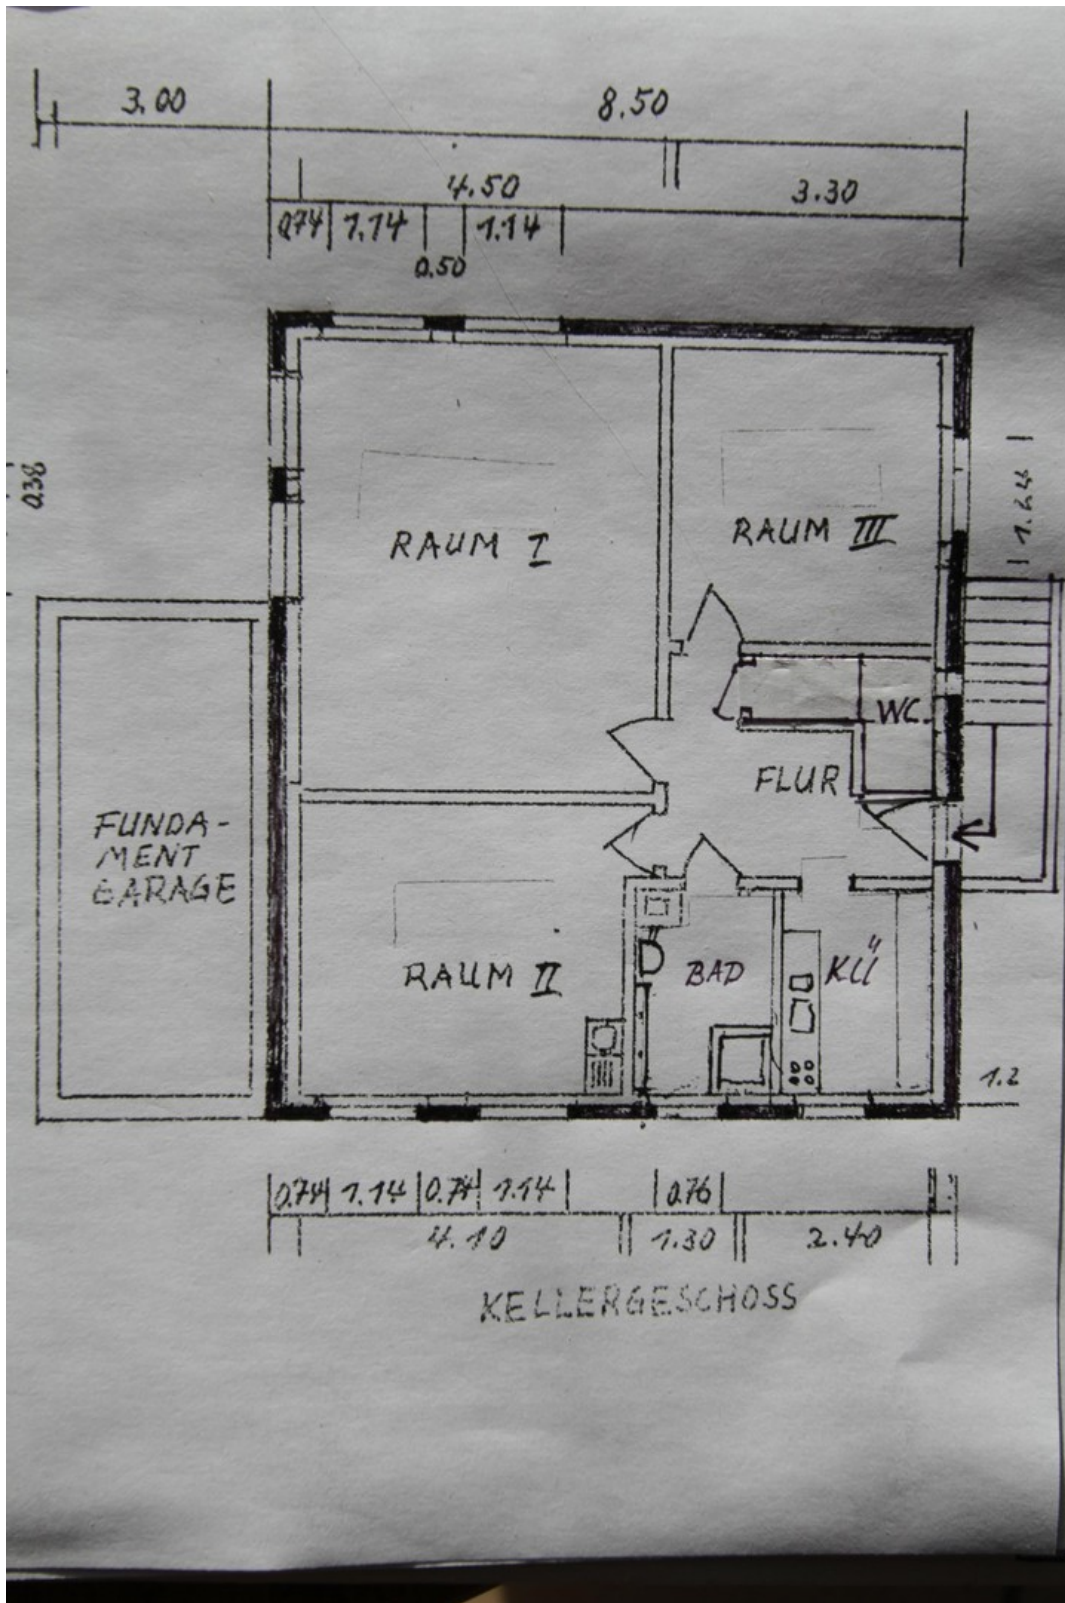 3.00
8.50
4.50
3.30
0.74
1.14
1.14
0.50
0.38
1.24
RAUM I
RAUM III
WC.
FLUR
FUNDA-
MENT
GARAGE
RAUM II
BAD
KÜ
1.2
0.74
1.14
0.74
1.14
0.76
4.10
1.30
2.40
KELLERGESCHOSS